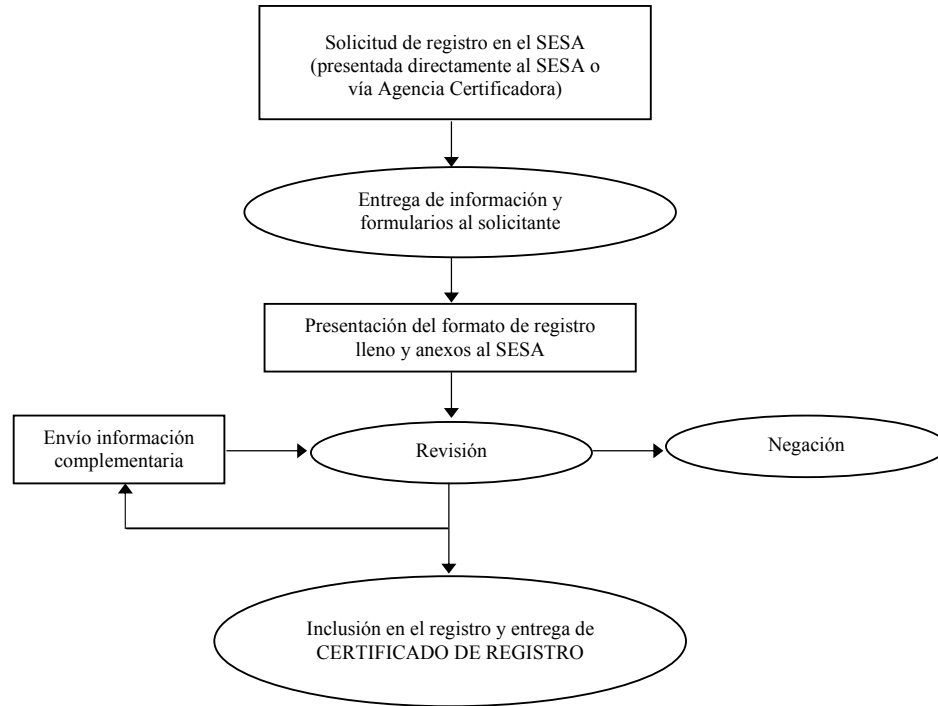 Solicitud de registro en el SESA
(presentada directamente al SESA o
vía Agencia Certificadora)
Entrega de información y
formularios al solicitante
Presentación del formato de registro
lleno y anexos al SESA
Envío información
complementaria
Revisión
Negación
Inclusión en el registro y entrega de
CERTIFICADO DE REGISTRO